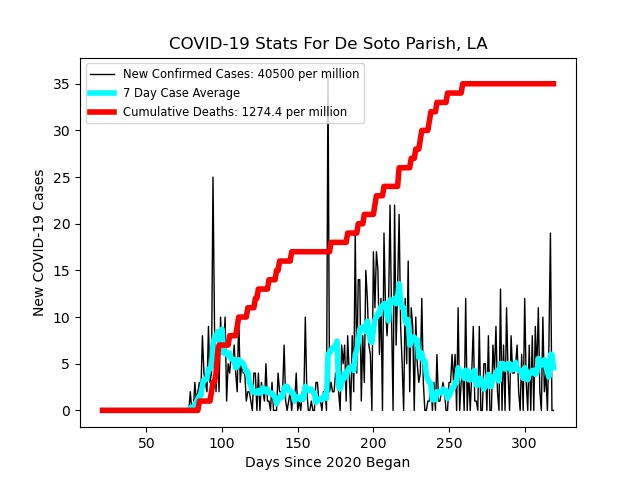 COVID-19 Stats For De Soto Parish, LA
New Confirmed Cases: 40500 per million
7 Day Case Average
Cumulative Deaths: 1274.4 per million
New COVID-19 Cases
35
30
25
20
15
10
5
0
50 100 150 200 250 300
Days Since 2020 Began